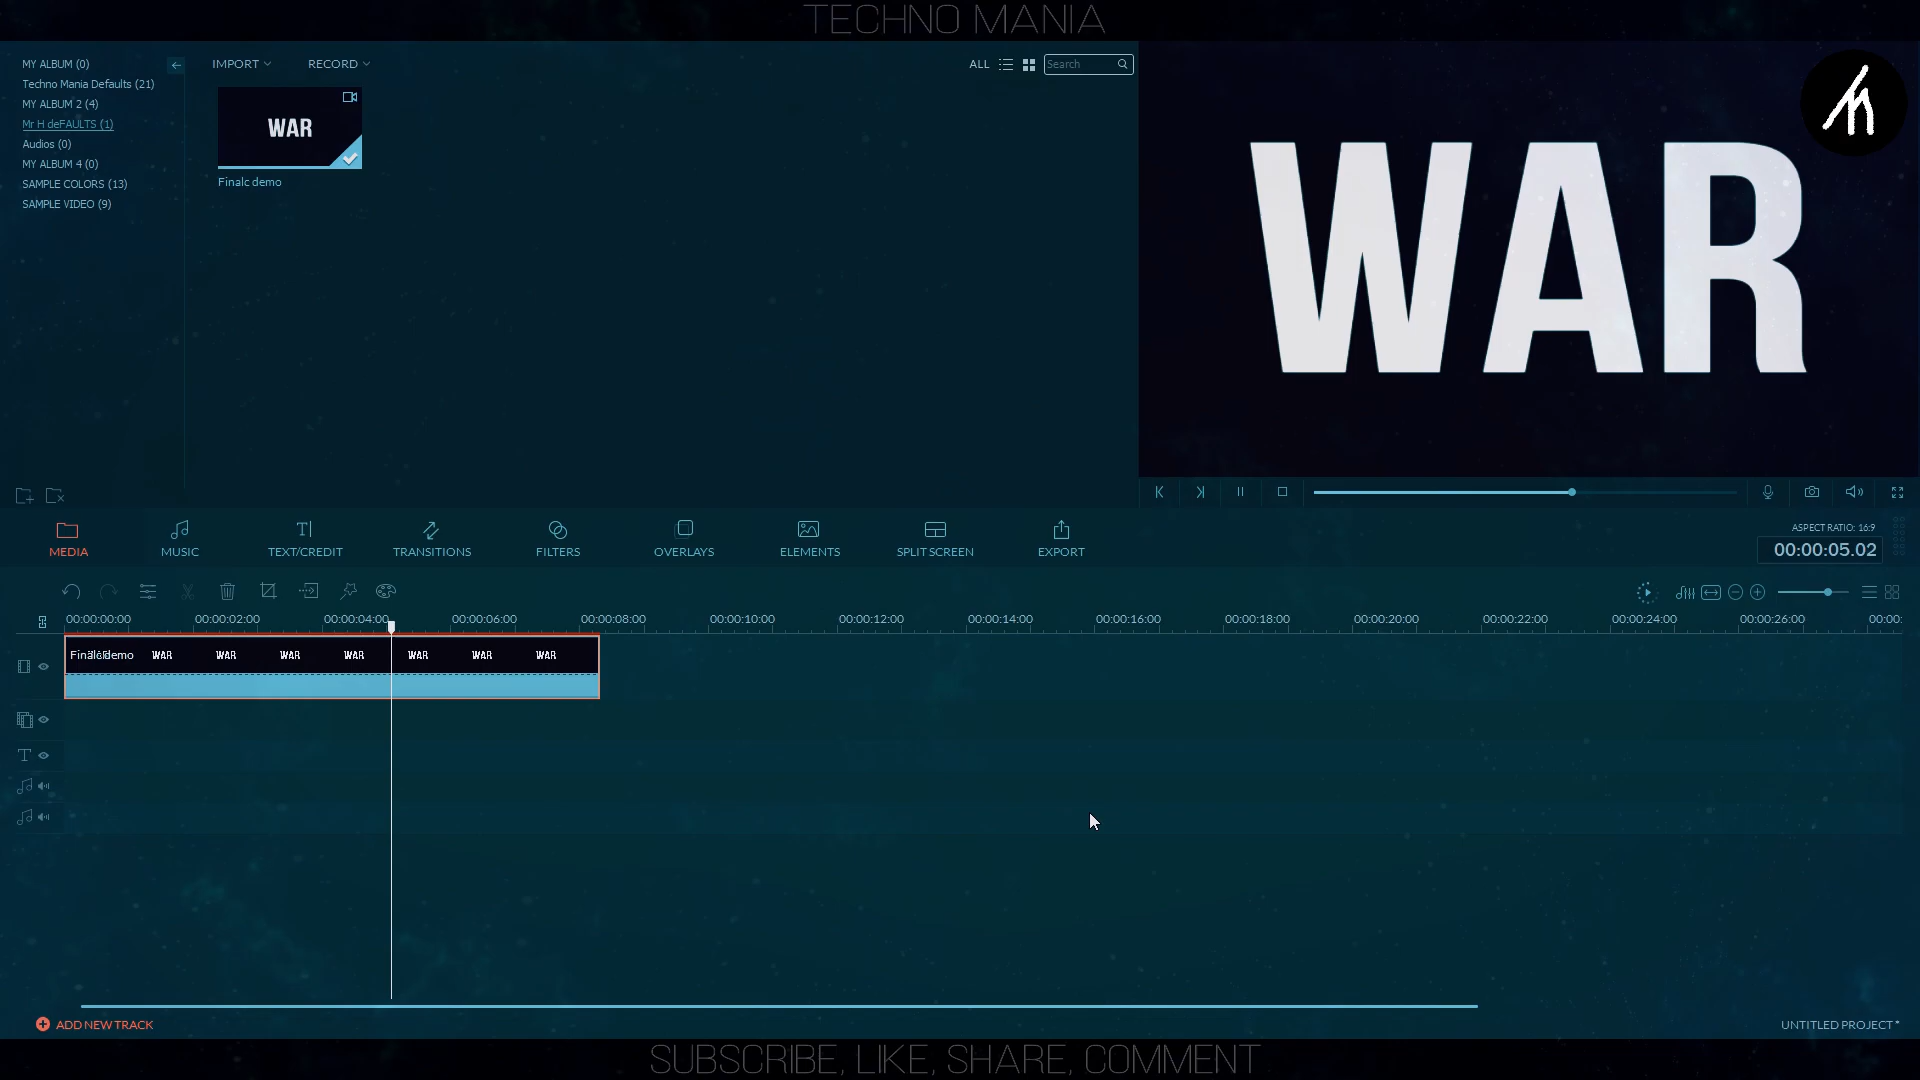 TECHNO MANIA
MY ALBUM (0)
Techno Mania Defaults (21)
MY ALBUM 2 (4)
Mr H deFAULTS (1)
Audios (0)
MY ALBUM 4 (0)
SAMPLE COLORS (13)
SAMPLE VIDEO (9)
IMPORT
RECORD
ALL
Search
WAR
Finalc demo
WAR
MEDIA
MUSIC
TEXT/CREDIT
TRANSITIONS
FILTERS
OVERLAYS
ELEMENTS
SPLIT SCREEN
EXPORT
ASPECT RATIO: 16:9
00:00:05.02
00:00:00:00 00:00:02:00 00:00:04:00 00:00:06:00 00:00:08:00 00:00:10:00 00:00:12:00 00:00:14:00 00:00:16:00 00:00:18:00 00:00:20:00 00:00:22:00 00:00:24:00 00:00:26:00 00:00:
demo WAR WAR WAR WAR WAR WAR WAR
ADD NEW TRACK
UNTITLED PROJECT *
SUBSCRIBE, LIKE, SHARE, COMMENT